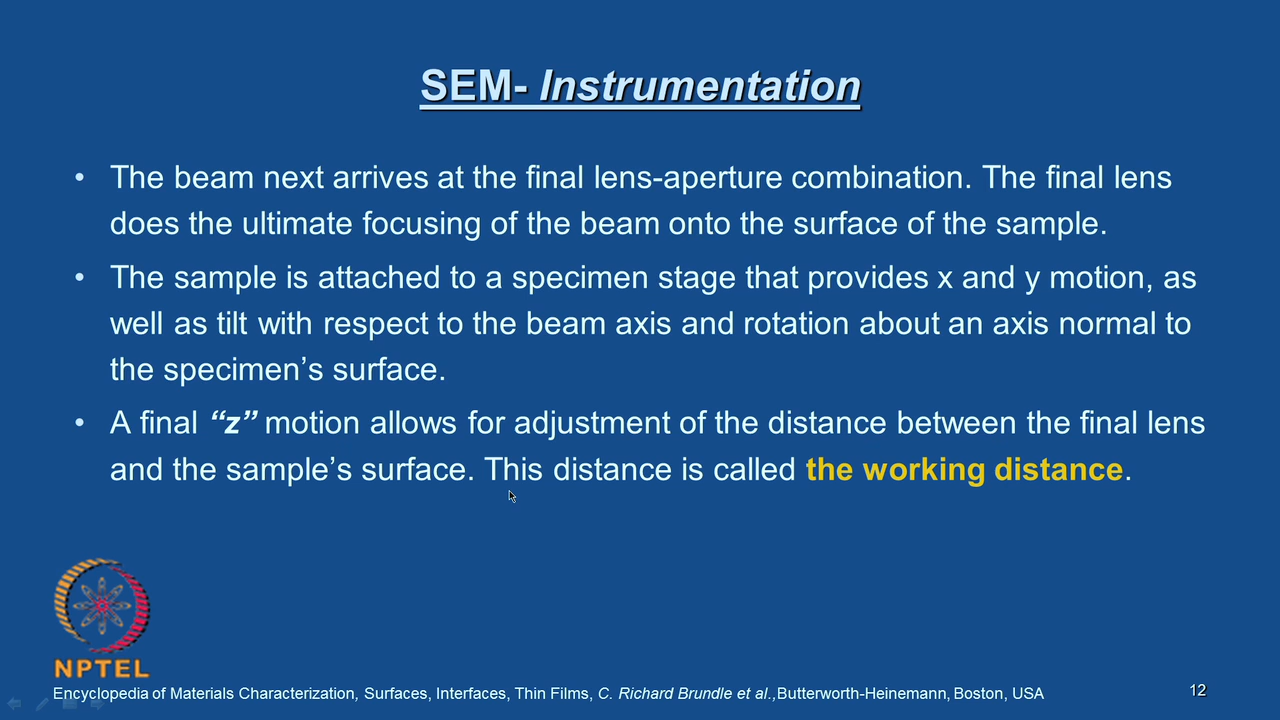 SEM- Instrumentation
• The beam next arrives at the final lens-aperture combination. The final lens
does the ultimate focusing of the beam onto the surface of the sample.
• The sample is attached to a specimen stage that provides x and y motion, as
well as tilt with respect to the beam axis and rotation about an axis normal to
the specimen’s surface.
• A final “z” motion allows for adjustment of the distance between the final lens
and the sample’s surface. This distance is called the working distance.
NPTEL
Encyclopedia of Materials Characterization, Surfaces, Interfaces, Thin Films, C. Richard Brundle et al.,Butterworth-Heinemann, Boston, USA
12